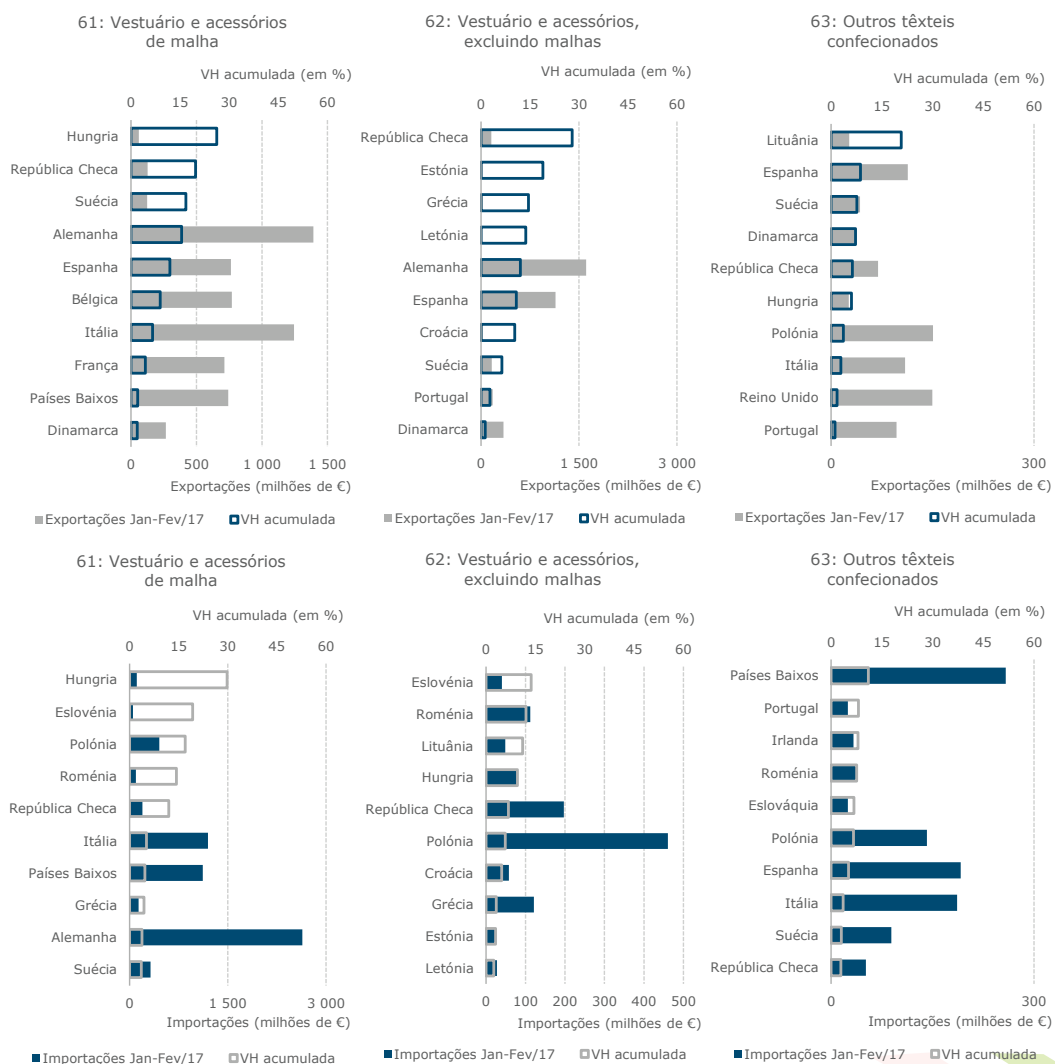 61: Vestuário e acessórios
de malha
VH acumulada (em %)
0 15 30 45 60
Hungria
República Checa
Suécia
Alemanha
Espanha
Bélgica
Itália
França
Países Baixos
Dinamarca
0 500 1 000 1 500
Exportações (milhões de €)
Exportações Jan-Fev/17 VH acumulada
62: Vestuário e acessórios,
excluindo malhas
VH acumulada (em %)
0 15 30 45 60
República Checa
Estónia
Grécia
Letónia
Alemanha
Espanha
Croácia
Suécia
Portugal
Dinamarca
0 1 500 3 000
Exportações (milhões de €)
Exportações Jan-Fev/17 VH acumulada
63: Outros têxteis
confecionados
VH acumulada (em %)
0 15 30 45 60
Lituânia
Espanha
Suécia
Dinamarca
República Checa
Hungria
Polónia
Itália
Reino Unido
Portugal
0 300
Exportações (milhões de €)
Exportações Jan-Fev/17 VH acumulada
61: Vestuário e acessórios
de malha
VH acumulada (em %)
0 15 30 45 60
Hungria
Eslovénia
Polónia
Roménia
República Checa
Itália
Países Baixos
Grécia
Alemanha
Suécia
0 1 500 3 000
Importações (milhões de €)
Importações Jan-Fev/17 VH acumulada
62: Vestuário e acessórios,
excluindo malhas
VH acumulada (em %)
0 15 30 45 60
Eslovénia
Roménia
Lituânia
Hungria
República Checa
Polónia
Croácia
Grécia
Estónia
Letónia
0 100 200 300 400 500
Importações (milhões de €)
Importações Jan-Fev/17 VH acumulada
63: Outros têxteis
confecionados
VH acumulada (em %)
0 15 30 45 60
Países Baixos
Portugal
Irlanda
Roménia
Eslováquia
Polónia
Espanha
Itália
Suécia
República Checa
0 300
Importações (milhões de €)
Importações Jan-Fev/17 VH acumulada